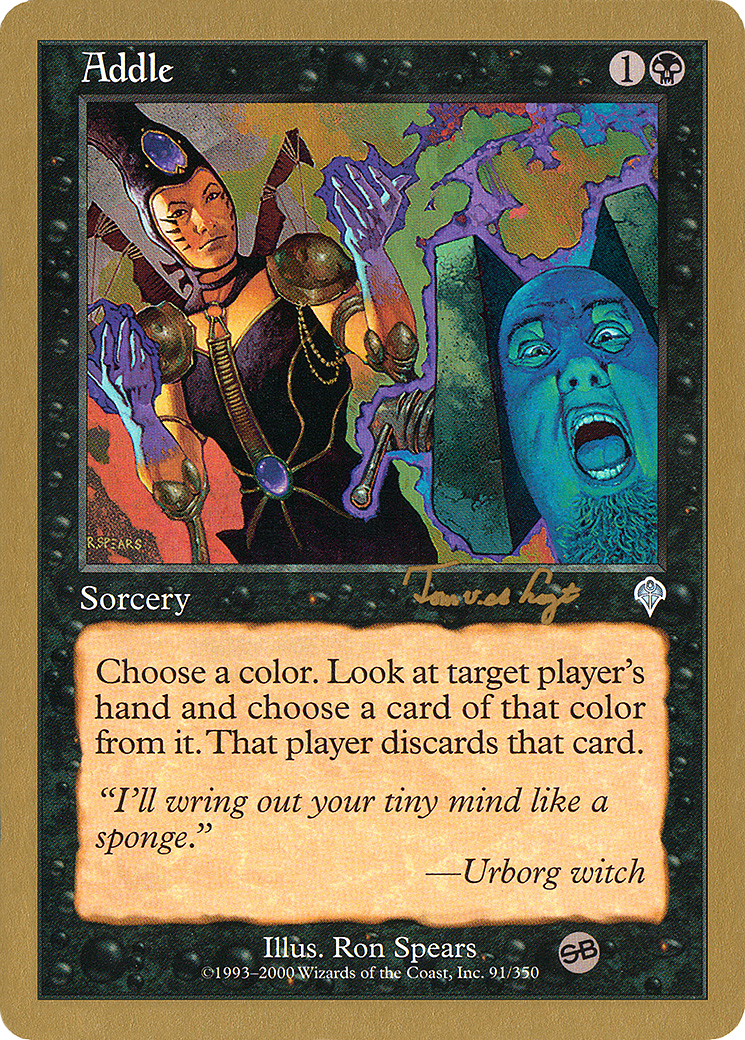 Addle
1
R.SPEARS
Sorcery
Tom v.d. Logt
Choose a color. Look at target player's
hand and choose a card of that color
from it. That player discards that card.
"I'll wring out your tiny mind like a
sponge."
—Urborg witch
Illus. Ron Spears
SB
©1993–2000 Wizards of the Coast, Inc. 91/350